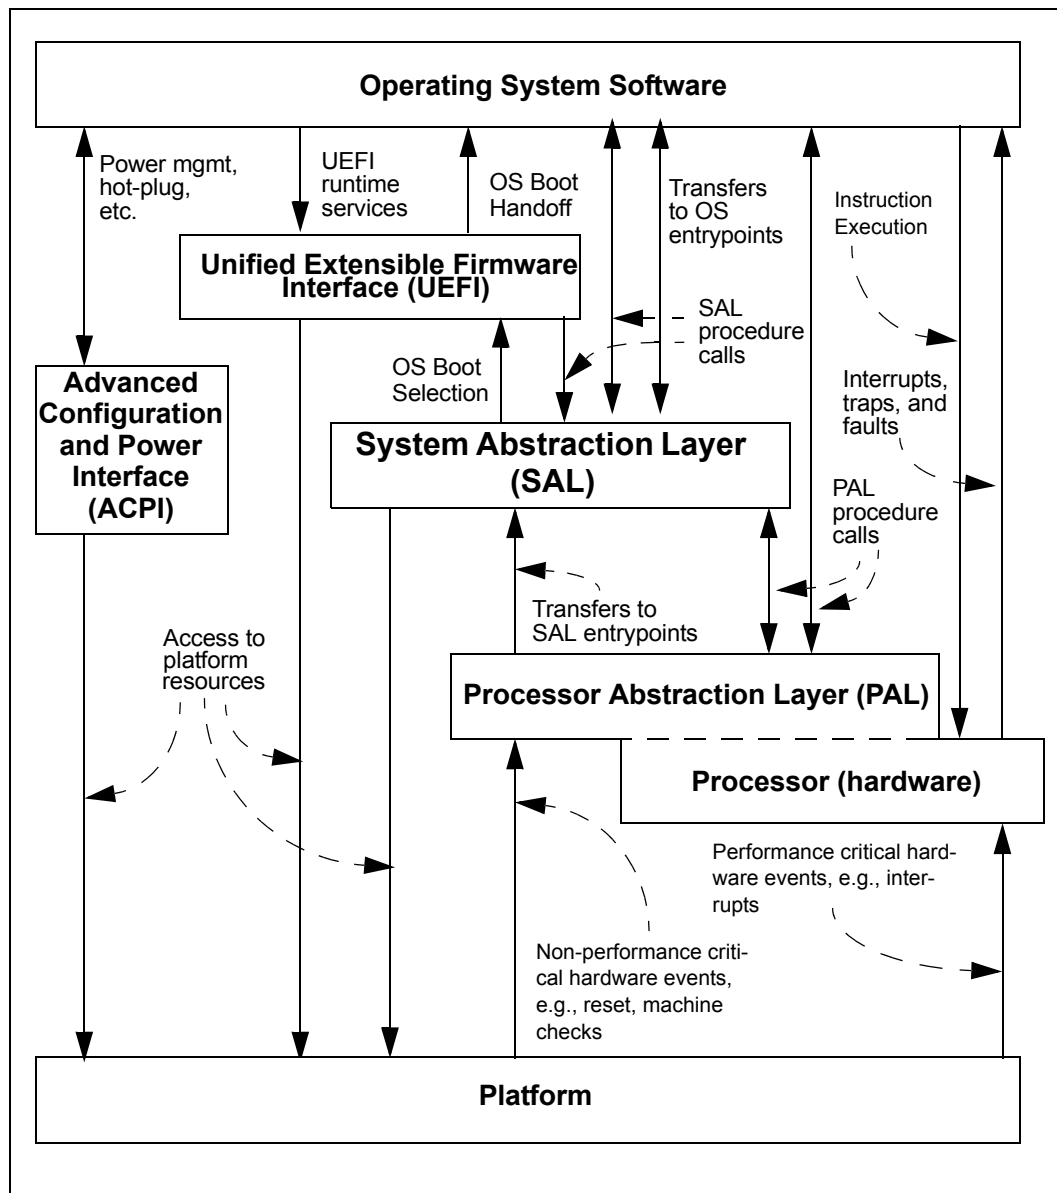 Operating System Software
Power mgmt,
hot-plug,
etc.
UEFI
runtime
services
OS Boot
Handoff
Transfers
to OS
entrypoints
Instruction
Execution
Unified Extensible Firmware
Interface (UEFI)
SAL
procedure
calls
OS Boot
Selection
Interrupts,
traps, and
faults
Advanced
Configuration
and Power
Interface
(ACPI)
System Abstraction Layer
(SAL)
PAL
procedure
calls
Transfers to
SAL entrypoints
Access to
platform
resources
Processor Abstraction Layer (PAL)
Processor (hardware)
Performance critical hard-
ware events, e.g., inter-
rupts
Non-performance criti-
cal hardware events,
e.g., reset, machine
checks
Platform